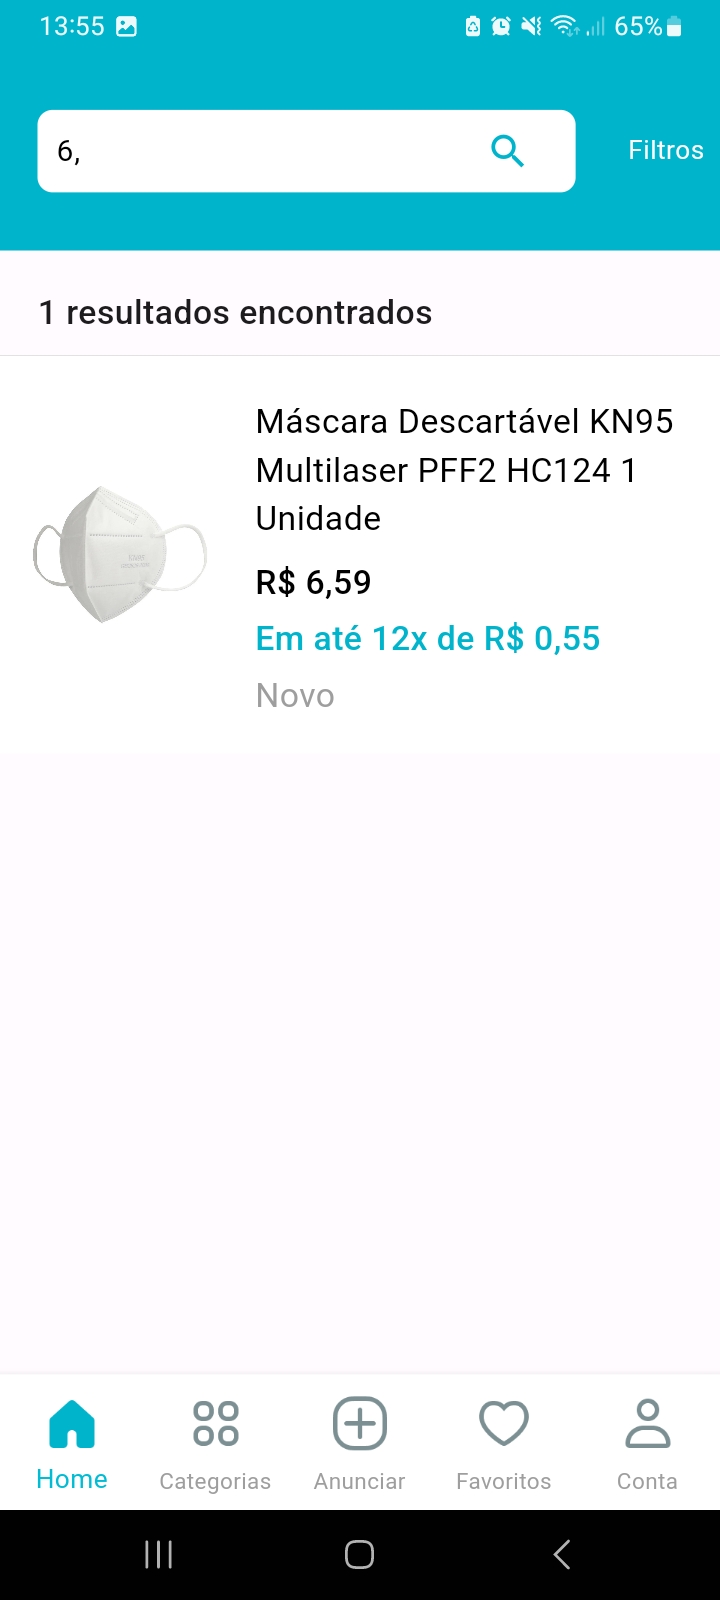 13:55
65%
6,
Filtros
1 resultados encontrados
Máscara Descartável KN95
Multilaser PFF2 HC124 1
Unidade
R$ 6,59
Em até 12x de R$ 0,55
Novo
Home
Categorias
Anunciar
Favoritos
Conta